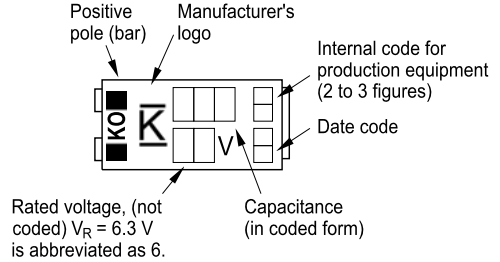 Positive
pole (bar)
Manufacturer's
logo
Internal code for
production equipment
(2 to 3 figures)
Date code
KO
K
V
Rated voltage, (not
coded) VR = 6.3 V
is abbreviated as 6.
Capacitance
(in coded form)